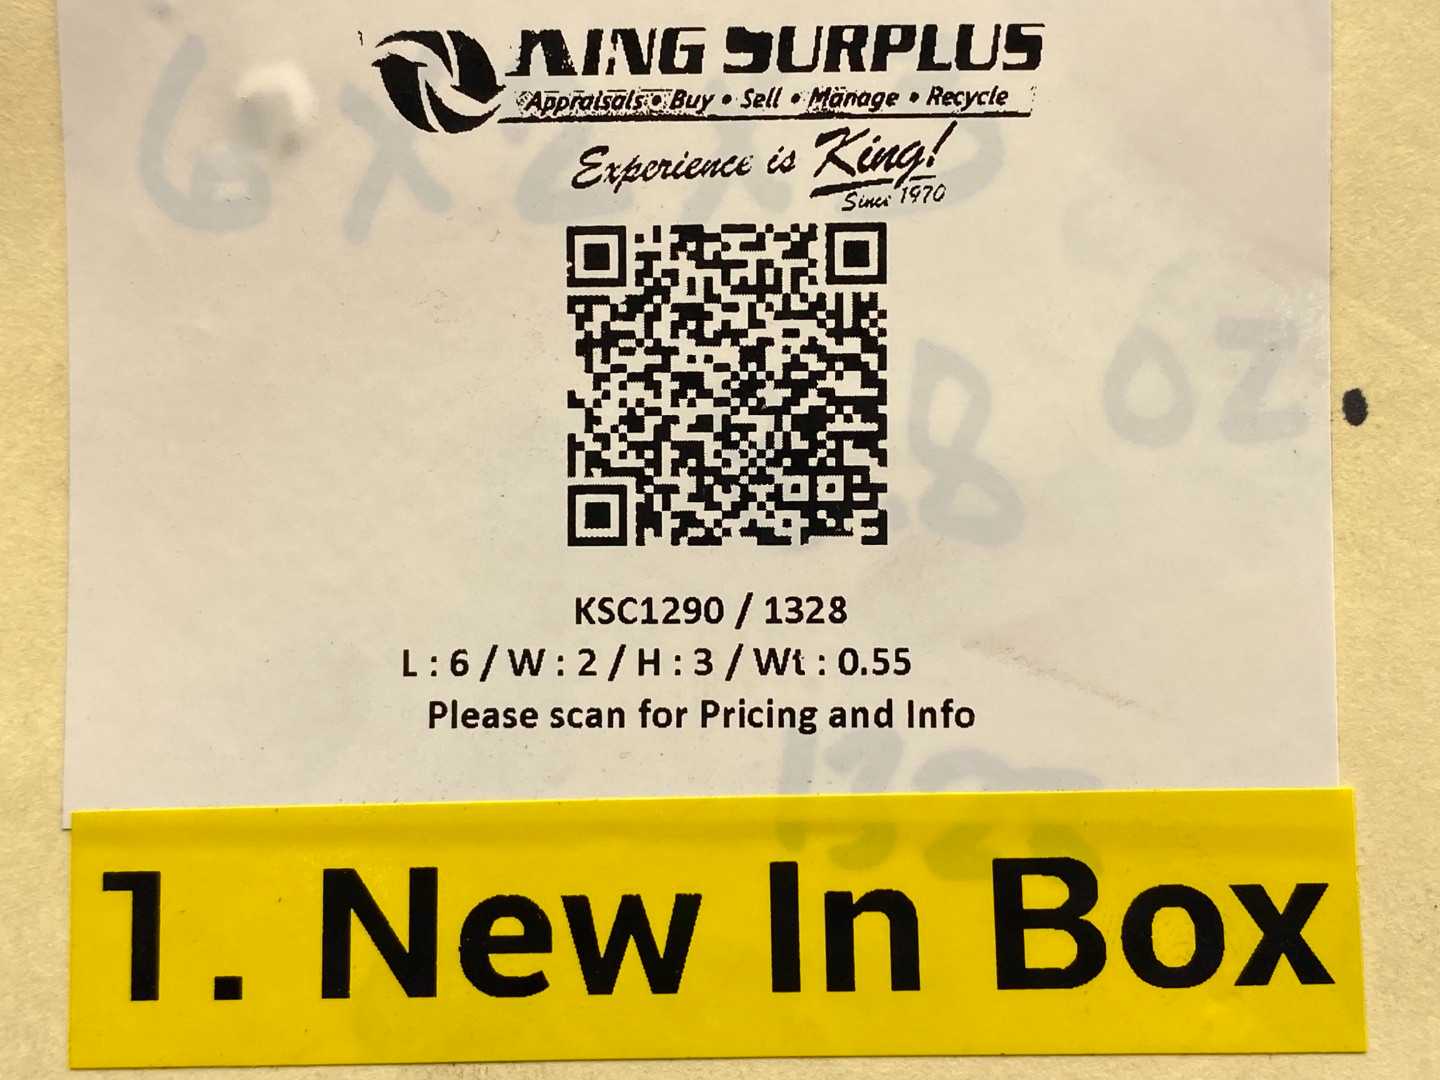 KING SURPLUS
Appraisals • Buy • Sell • Manage • Recycle
Experience is King!
Since 1970
KSC1290 / 1328
L : 6 / W : 2 / H : 3 / Wt : 0.55
Please scan for Pricing and Info
1. New In Box